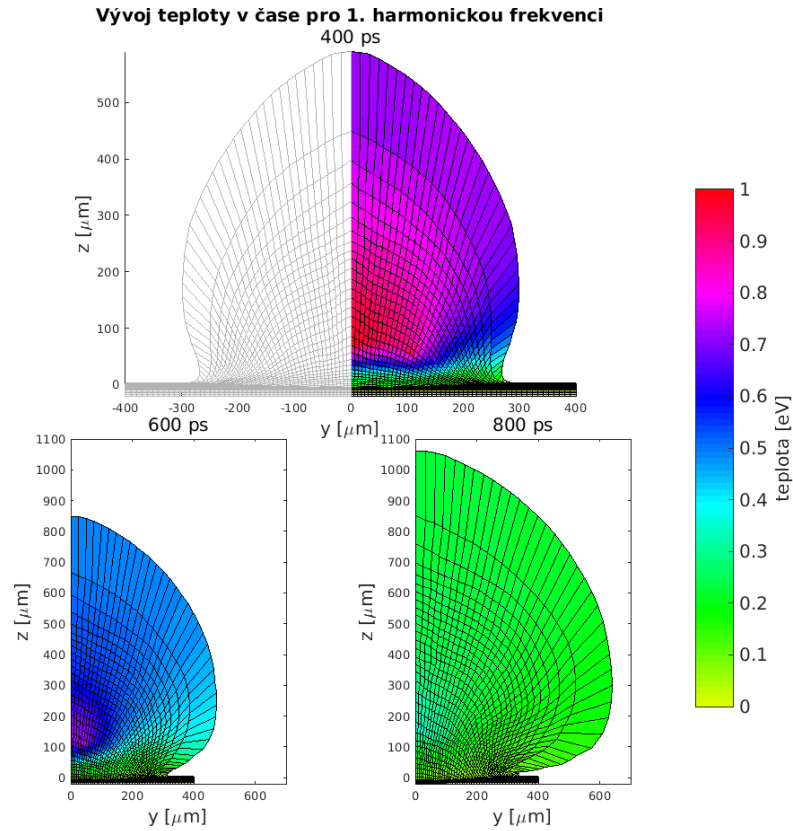 Vývoj teploty v čase pro 1. harmonickou frekvenci
400 ps
500
400
300
200
100
0
z [μm]
-400 -300 -200 -100 0 100 200 300 400
y [μm]
600 ps
1100
1000
900
800
700
600
500
400
300
200
100
0
z [μm]
0 200 400 600
y [μm]
800 ps
1100
1000
900
800
700
600
500
400
300
200
100
0
z [μm]
0 200 400 600
y [μm]
1
0.9
0.8
0.7
0.6
0.5
0.4
0.3
0.2
0.1
0
teplota [eV]